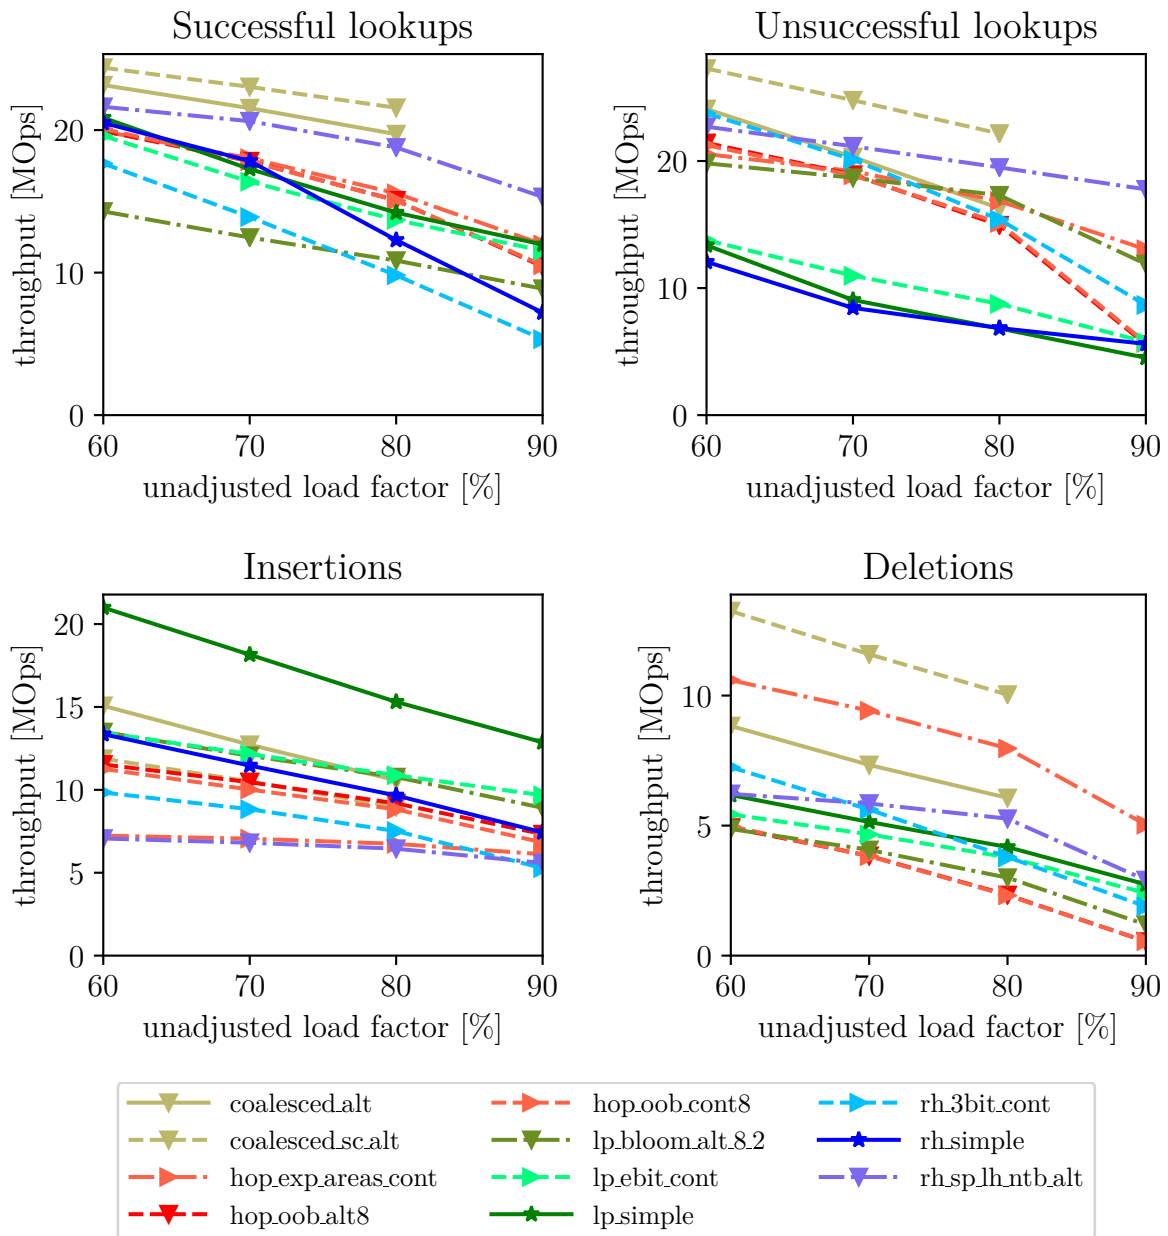 Successful lookups
Unsuccessful lookups
throughput [MOps]
20
10
0
60 70 80 90
unadjusted load factor [%]
throughput [MOps]
20
10
0
60 70 80 90
unadjusted load factor [%]
Insertions
Deletions
throughput [MOps]
20
15
10
5
0
60 70 80 90
unadjusted load factor [%]
throughput [MOps]
10
5
0
60 70 80 90
unadjusted load factor [%]
coalesced_alt
coalesced_sc_alt
hop_exp_areas_cont
hop_oob_alt8
hop_oob_cont8
lp_bloom_alt_8_2
lp_ebit_cont
lp_simple
rh_3bit_cont
rh_simple
rh_sp_lh_ntb_alt